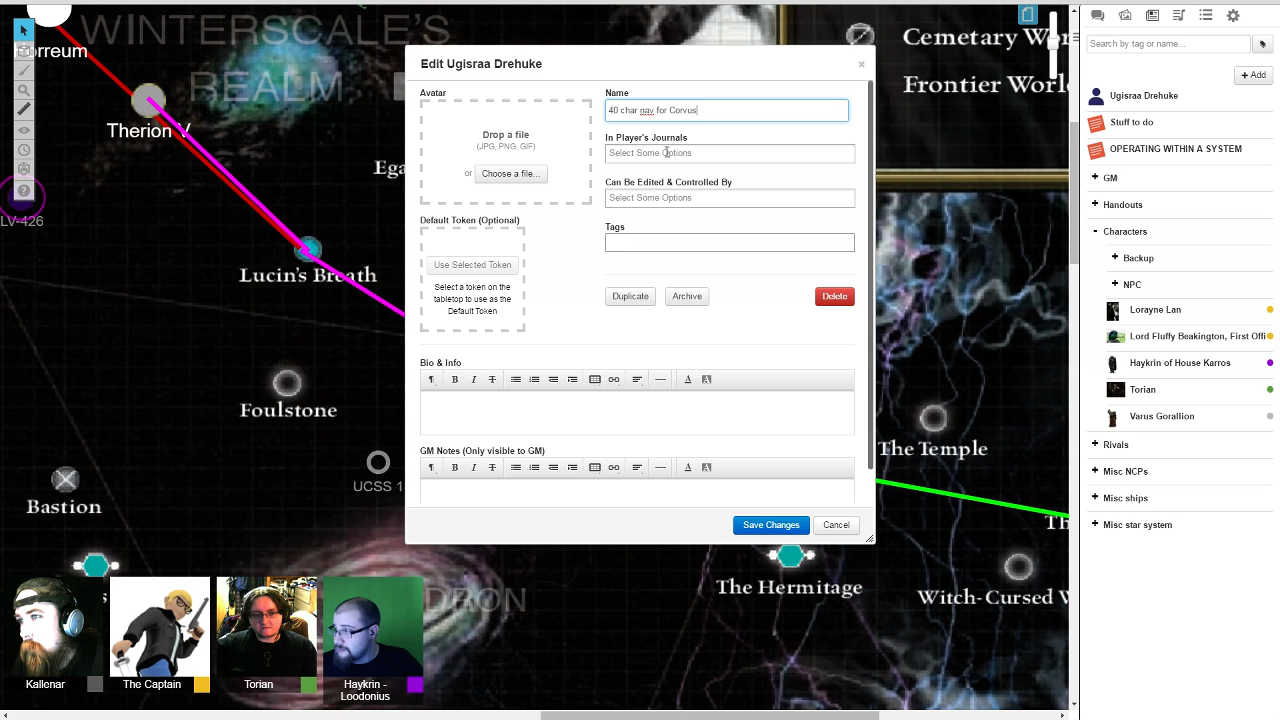 WINTERSCALE'S
REALM
orreum
Therion V
Ega
LV-426
Lucin's Breath
Foulstone
UCSS 1
Bastion
DRON
Cemetary Wor
Frontier World
The Temple
Th
The Hermitage
Witch-Cursed W
Edit Ugisraa Drehuke
×
Avatar
Drop a file
(JPG, PNG, GIF)
or Choose a file...
Default Token (Optional)
Use Selected Token
Select a token on the
tabletop to use as the
Default Token
Name
40 char nav for Corvus
In Player's Journals
Select Some Options
Can Be Edited & Controlled By
Select Some Options
Tags
Duplicate
Archive
Delete
Bio & Info
GM Notes (Only visible to GM)
Save Changes
Cancel
Kallenar
The Captain
Torian
Haykrin -
Loodonius
Search by tag or name...
+ Add
Ugisraa Drehuke
Stuff to do
OPERTING WITHIN A SYSTEM
+ GM
+ Handouts
- Characters
+ Backup
+ NPC
Lorayne Lan
Lord Fluffy Beakington, First Offi
Haykrin of House Karros
Torian
Varus Gorallion
+ Rivals
+ Misc NCPs
+ Misc ships
+ Misc star system